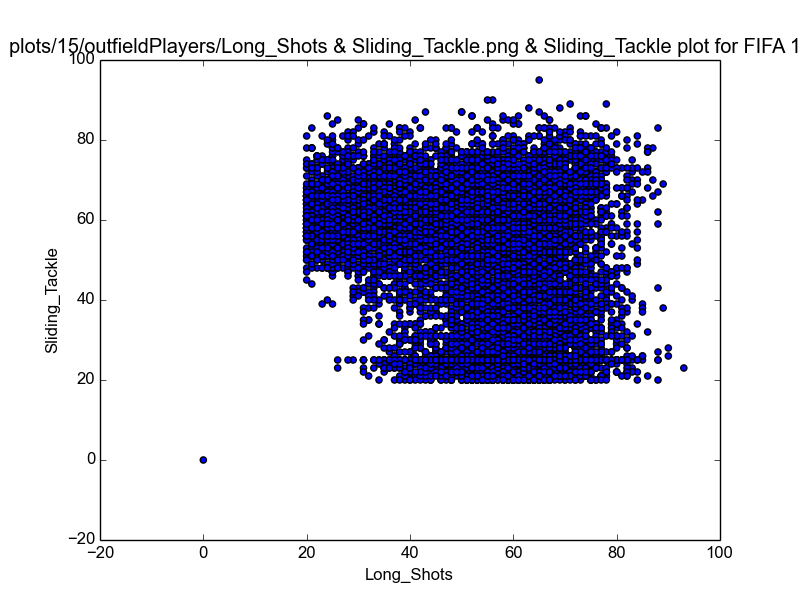 plots/15/outfieldPlayers/Long_Shots & Sliding_Tackle.png & Sliding_Tackle plot for FIFA 1
100
80
60
40
20
0
−20
Sliding_Tackle
−20 0 20 40 60 80 100
Long_Shots